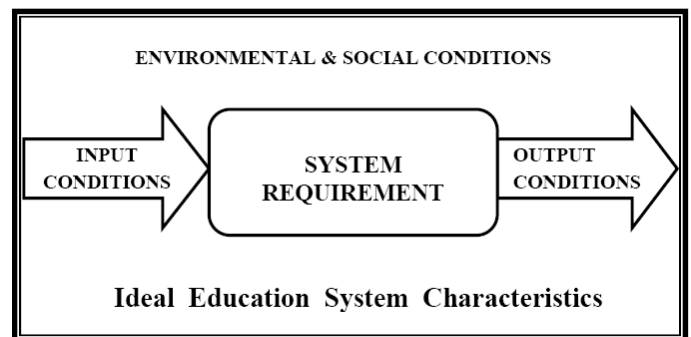 ENVIRONMENTAL & SOCIAL CONDITIONS
INPUT
CONDITIONS
SYSTEM
REQUIREMENT
OUTPUT
CONDITIONS
Ideal Education System Characteristics